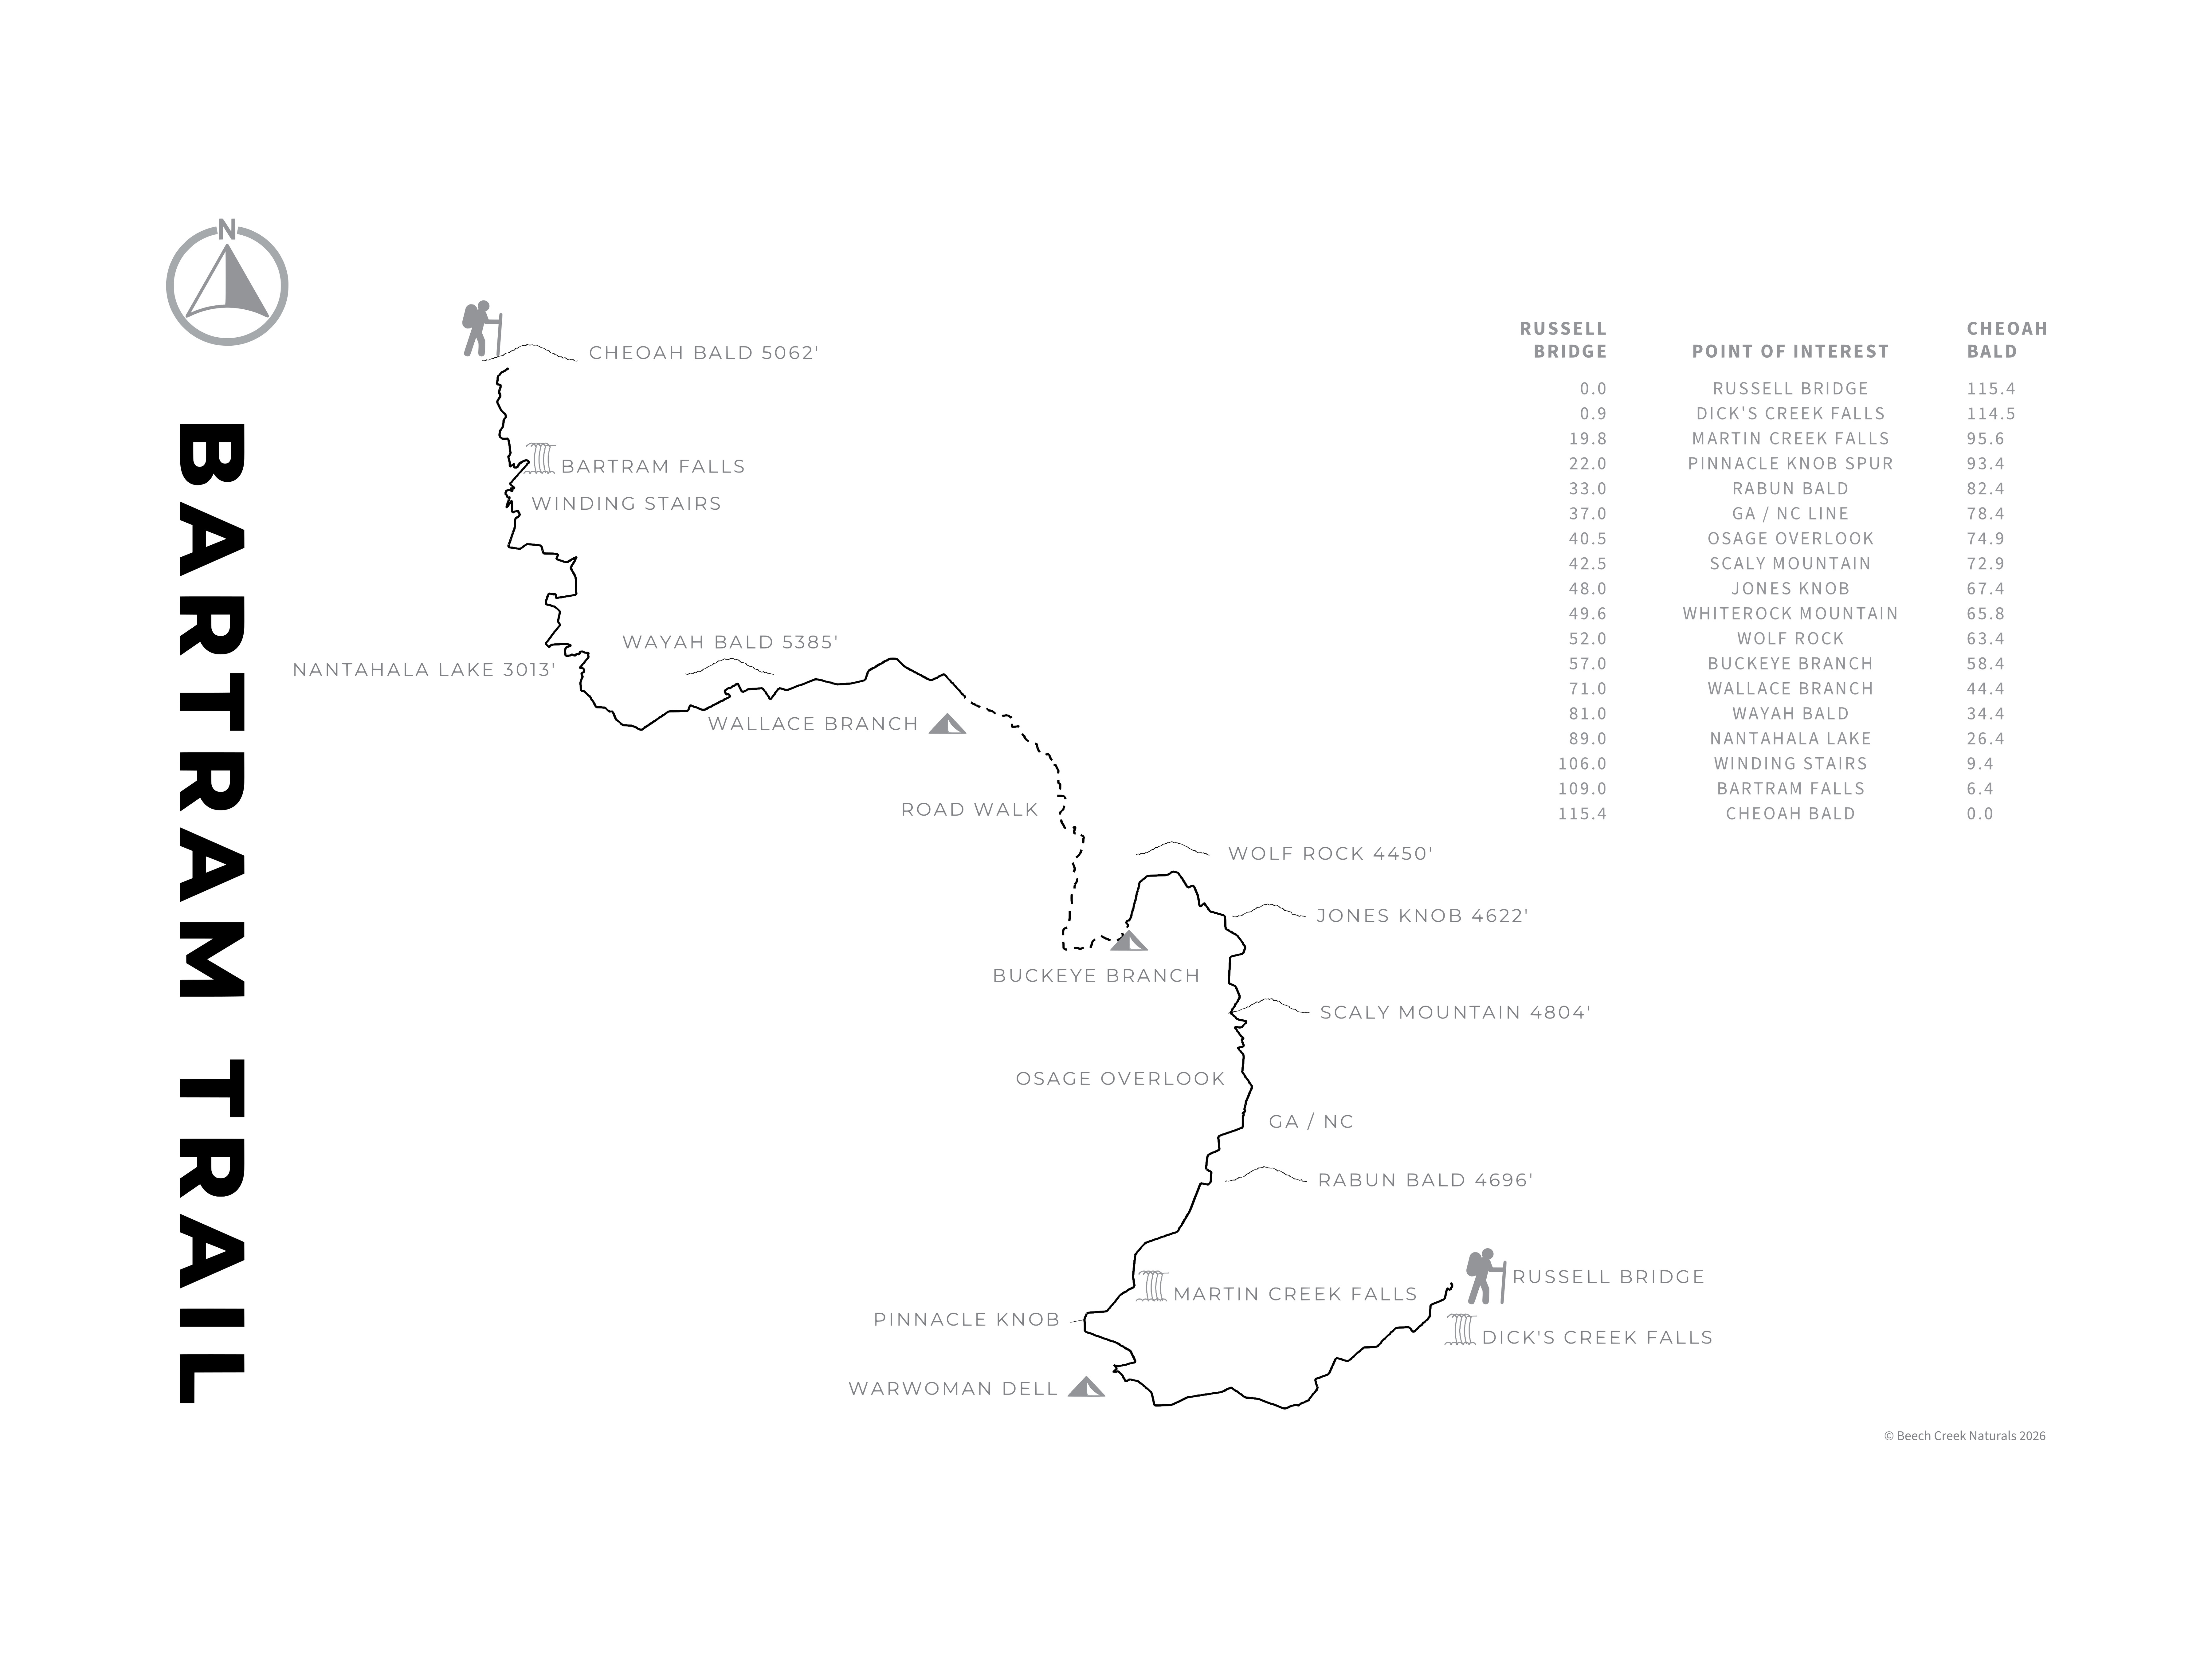 N
BARTRAM TRAIL
CHEOAH BALD 5062'
BARTRAM FALLS
WINDING STAIRS
WAYAH BALD 5385'
NANTAHALA LAKE 3013'
WALLACE BRANCH
ROAD WALK
WOLF ROCK 4450'
JONES KNOB 4622'
BUCKEYE BRANCH
SCALY MOUNTAIN 4804'
OSAGE OVERLOOK
GA / NC
RABUN BALD 4696'
RUSSELL BRIDGE
MARTIN CREEK FALLS
PINNACLE KNOB
DICK'S CREEK FALLS
WARWOMAN DELL
RUSSELL CHEOAH
BRIDGE POINT OF INTEREST BALD
0.0 RUSSELL BRIDGE 115.4
0.9 DICK'S CREEK FALLS 114.5
19.8 MARTIN CREEK FALLS 95.6
22.0 PINNACLE KNOB SPUR 93.4
33.0 RABUN BALD 82.4
37.0 GA / NC LINE 78.4
40.5 OSAGE OVERLOOK 74.9
42.5 SCALY MOUNTAIN 72.9
48.0 JONES KNOB 67.4
49.6 WHITEROCK MOUNTAIN 65.8
52.0 WOLF ROCK 63.4
57.0 BUCKEYE BRANCH 58.4
71.0 WALLACE BRANCH 44.4
81.0 WAYAH BALD 34.4
89.0 NANTAHALA LAKE 26.4
106.0 WINDING STAIRS 9.4
109.0 BARTRAM FALLS 6.4
115.4 CHEOAH BALD 0.0
© Beech Creek Naturals 2026